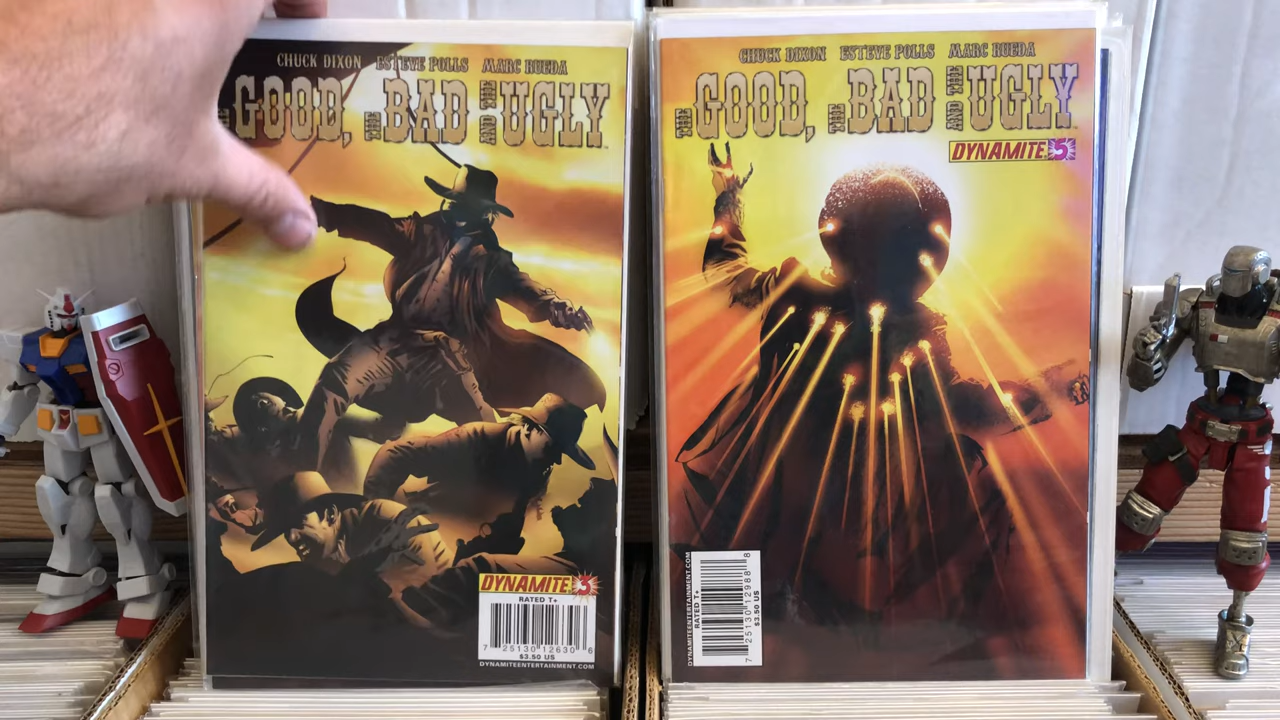 CHUCK DIXON ESTEVE POLLS MARC RUEDA
THE GOOD, THE BAD AND THE UGLY
DYNAMITE 3
RATED T+
7 25130 12630 6
$3.50 US
DYNAMITEENTERTAINMENT.COM
CHUCK DIXON ESTEVE POLLS MARC RUEDA
THE GOOD, THE BAD AND THE UGLY
DYNAMITE 5
DYNAMITEENTERTAINMENT.COM
RATED T+
7 25130 12988 8
$3.50 US